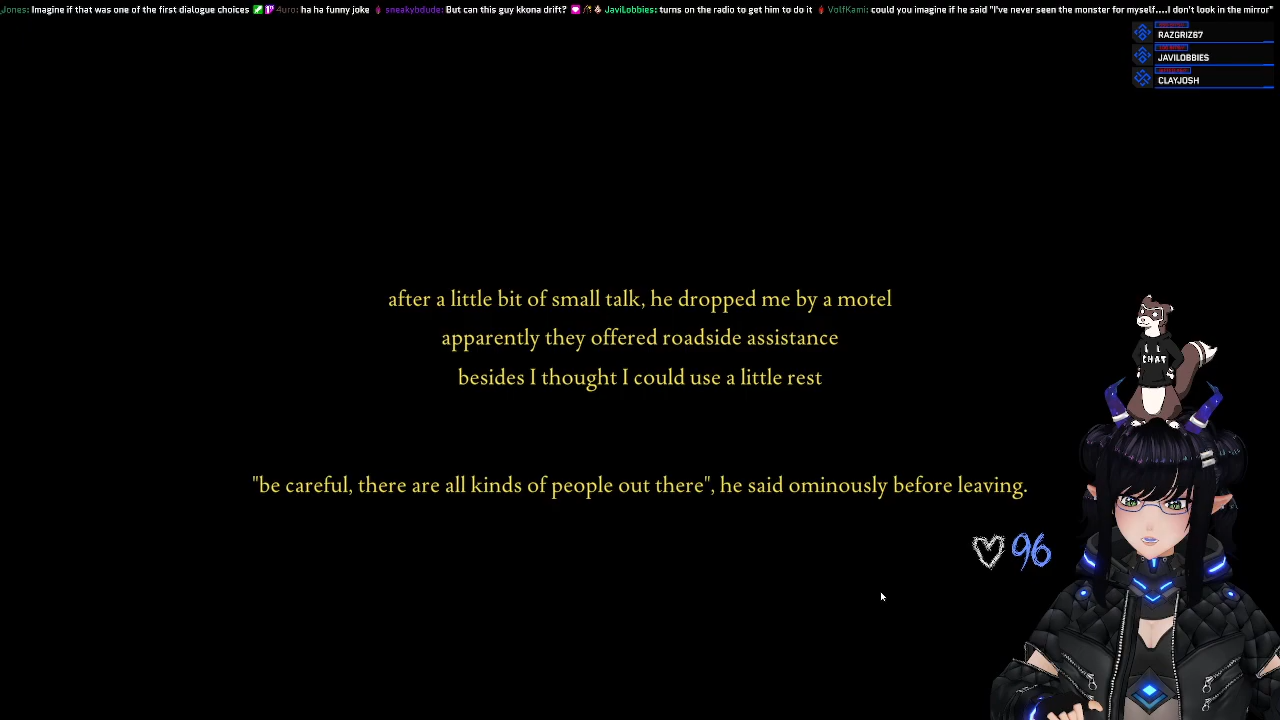 Jones: Imagine if that was one of the first dialogue choices 4uro: ha ha funny joke sneakybdude: But can this guy kkona drift? JaviLobbies: turns on the radio to get him to do it VolfKami: could you imagine if he said "I've never seen the monster for myself....I don't look in the mirror"
RAZGRIZ67
JAVILOBBIES
CLAYJOSH
after a little bit of small talk, he dropped me by a motel
apparently they offered roadside assistance
besides I thought I could use a little rest
"be careful, there are all kinds of people out there", he said ominously before leaving.
CHAT
96